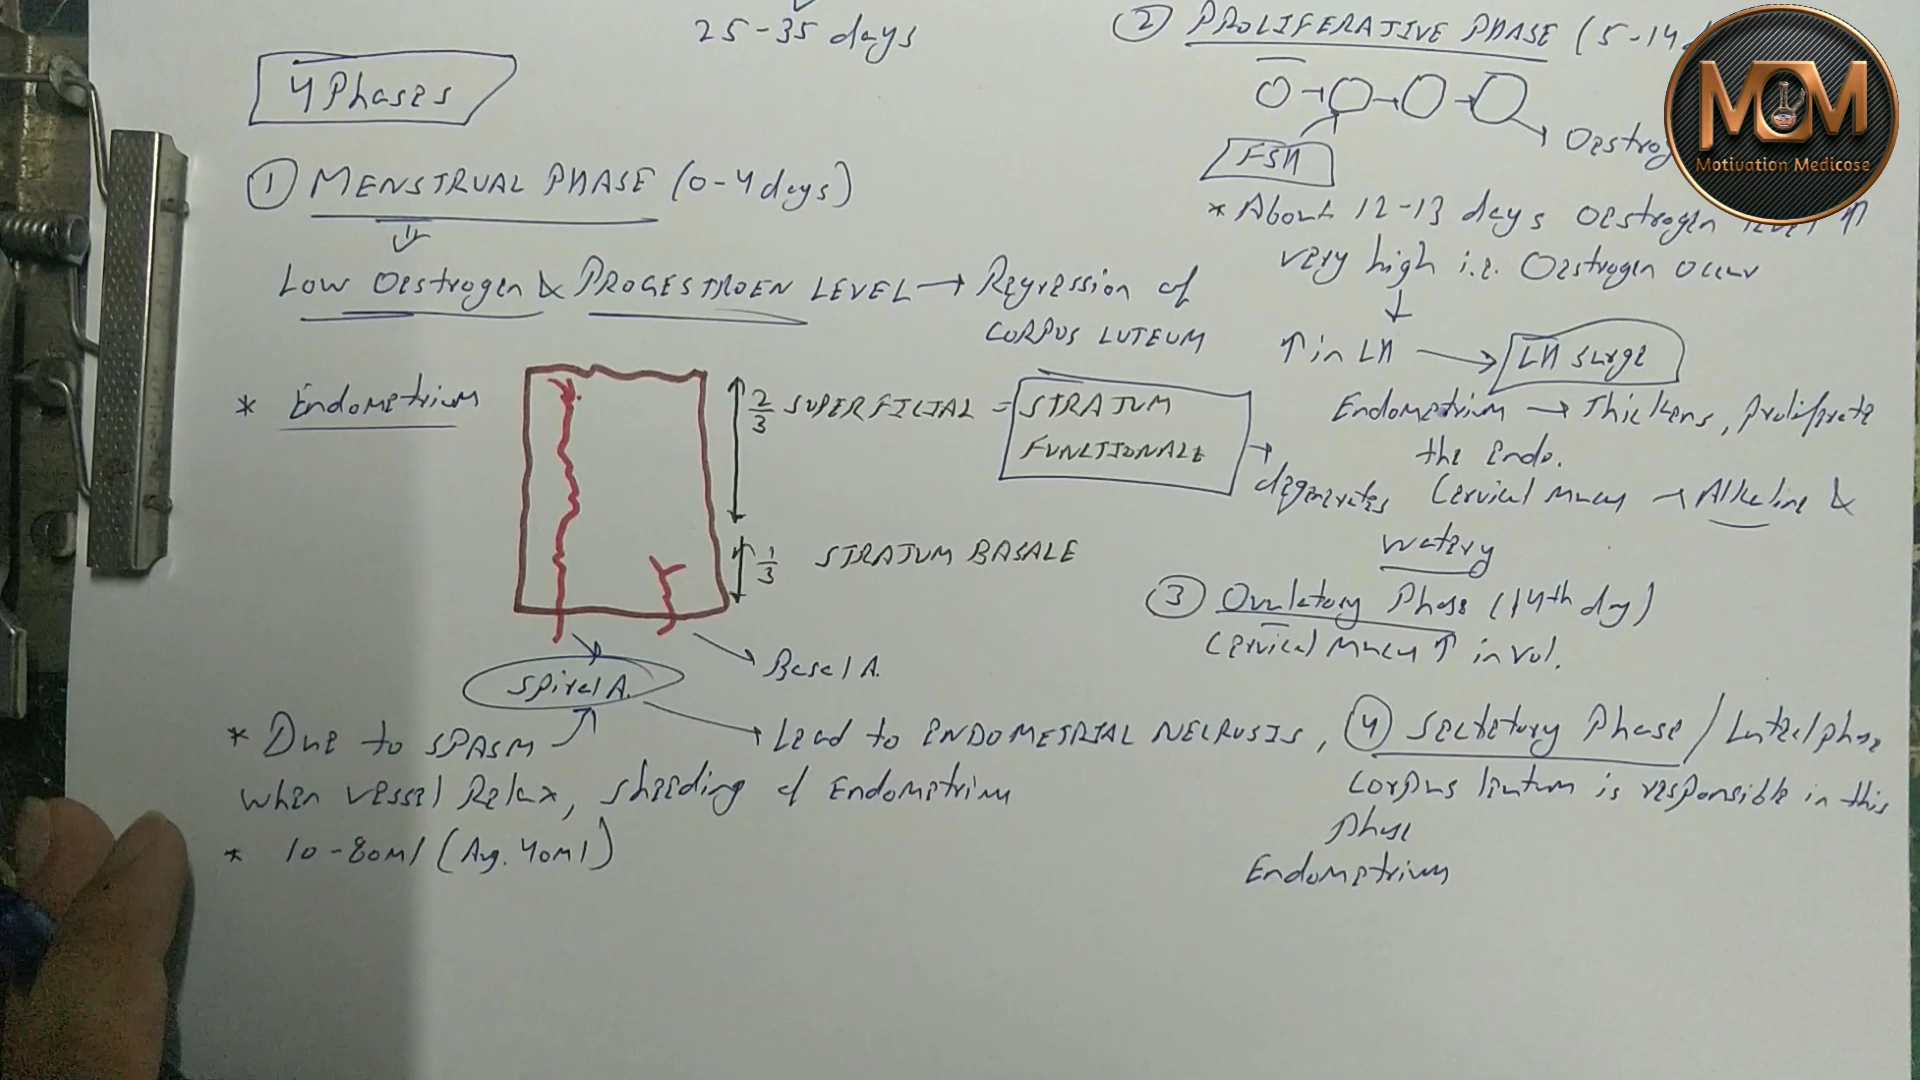 25-35 days
4 Phases
① MENSTRUAL PHASE (0-4 days)
Low Oestrogen & PROGESTROEN LEVEL → Regression of
CORPUS LUTEUM
* Endometrium
2/3 SUPERFICIAL = STRATUM
FUNCTIONALE
→ degenerates
1/3 STRATUM BASALE
Basal A.
Spiral A.
* Due to SPASM
→ Lead to ENDOMETRIAL NECROSIS,
when vessel Relax, sheeding of Endometrium
* 10-80ml (Avg. 40ml)
② PROLIFERATIVE PHASE (5-14
FSH
Oestrog
* About 12-13 days Oestrogen level ↑
very high i.e. Oestrogen occur
↑ in LH → LH surge
Endometrium → Thickens, Proliferate
the Endo.
Cervical mucus → Alkaline &
watery
③ Ovulatory Phase (14th day)
Cervical mucus ↑ in vol.
④ Secretory Phase / Luteal phase
corpus leutum is responsible in this
phase
Endometrium
MOM
Motivation Medicose